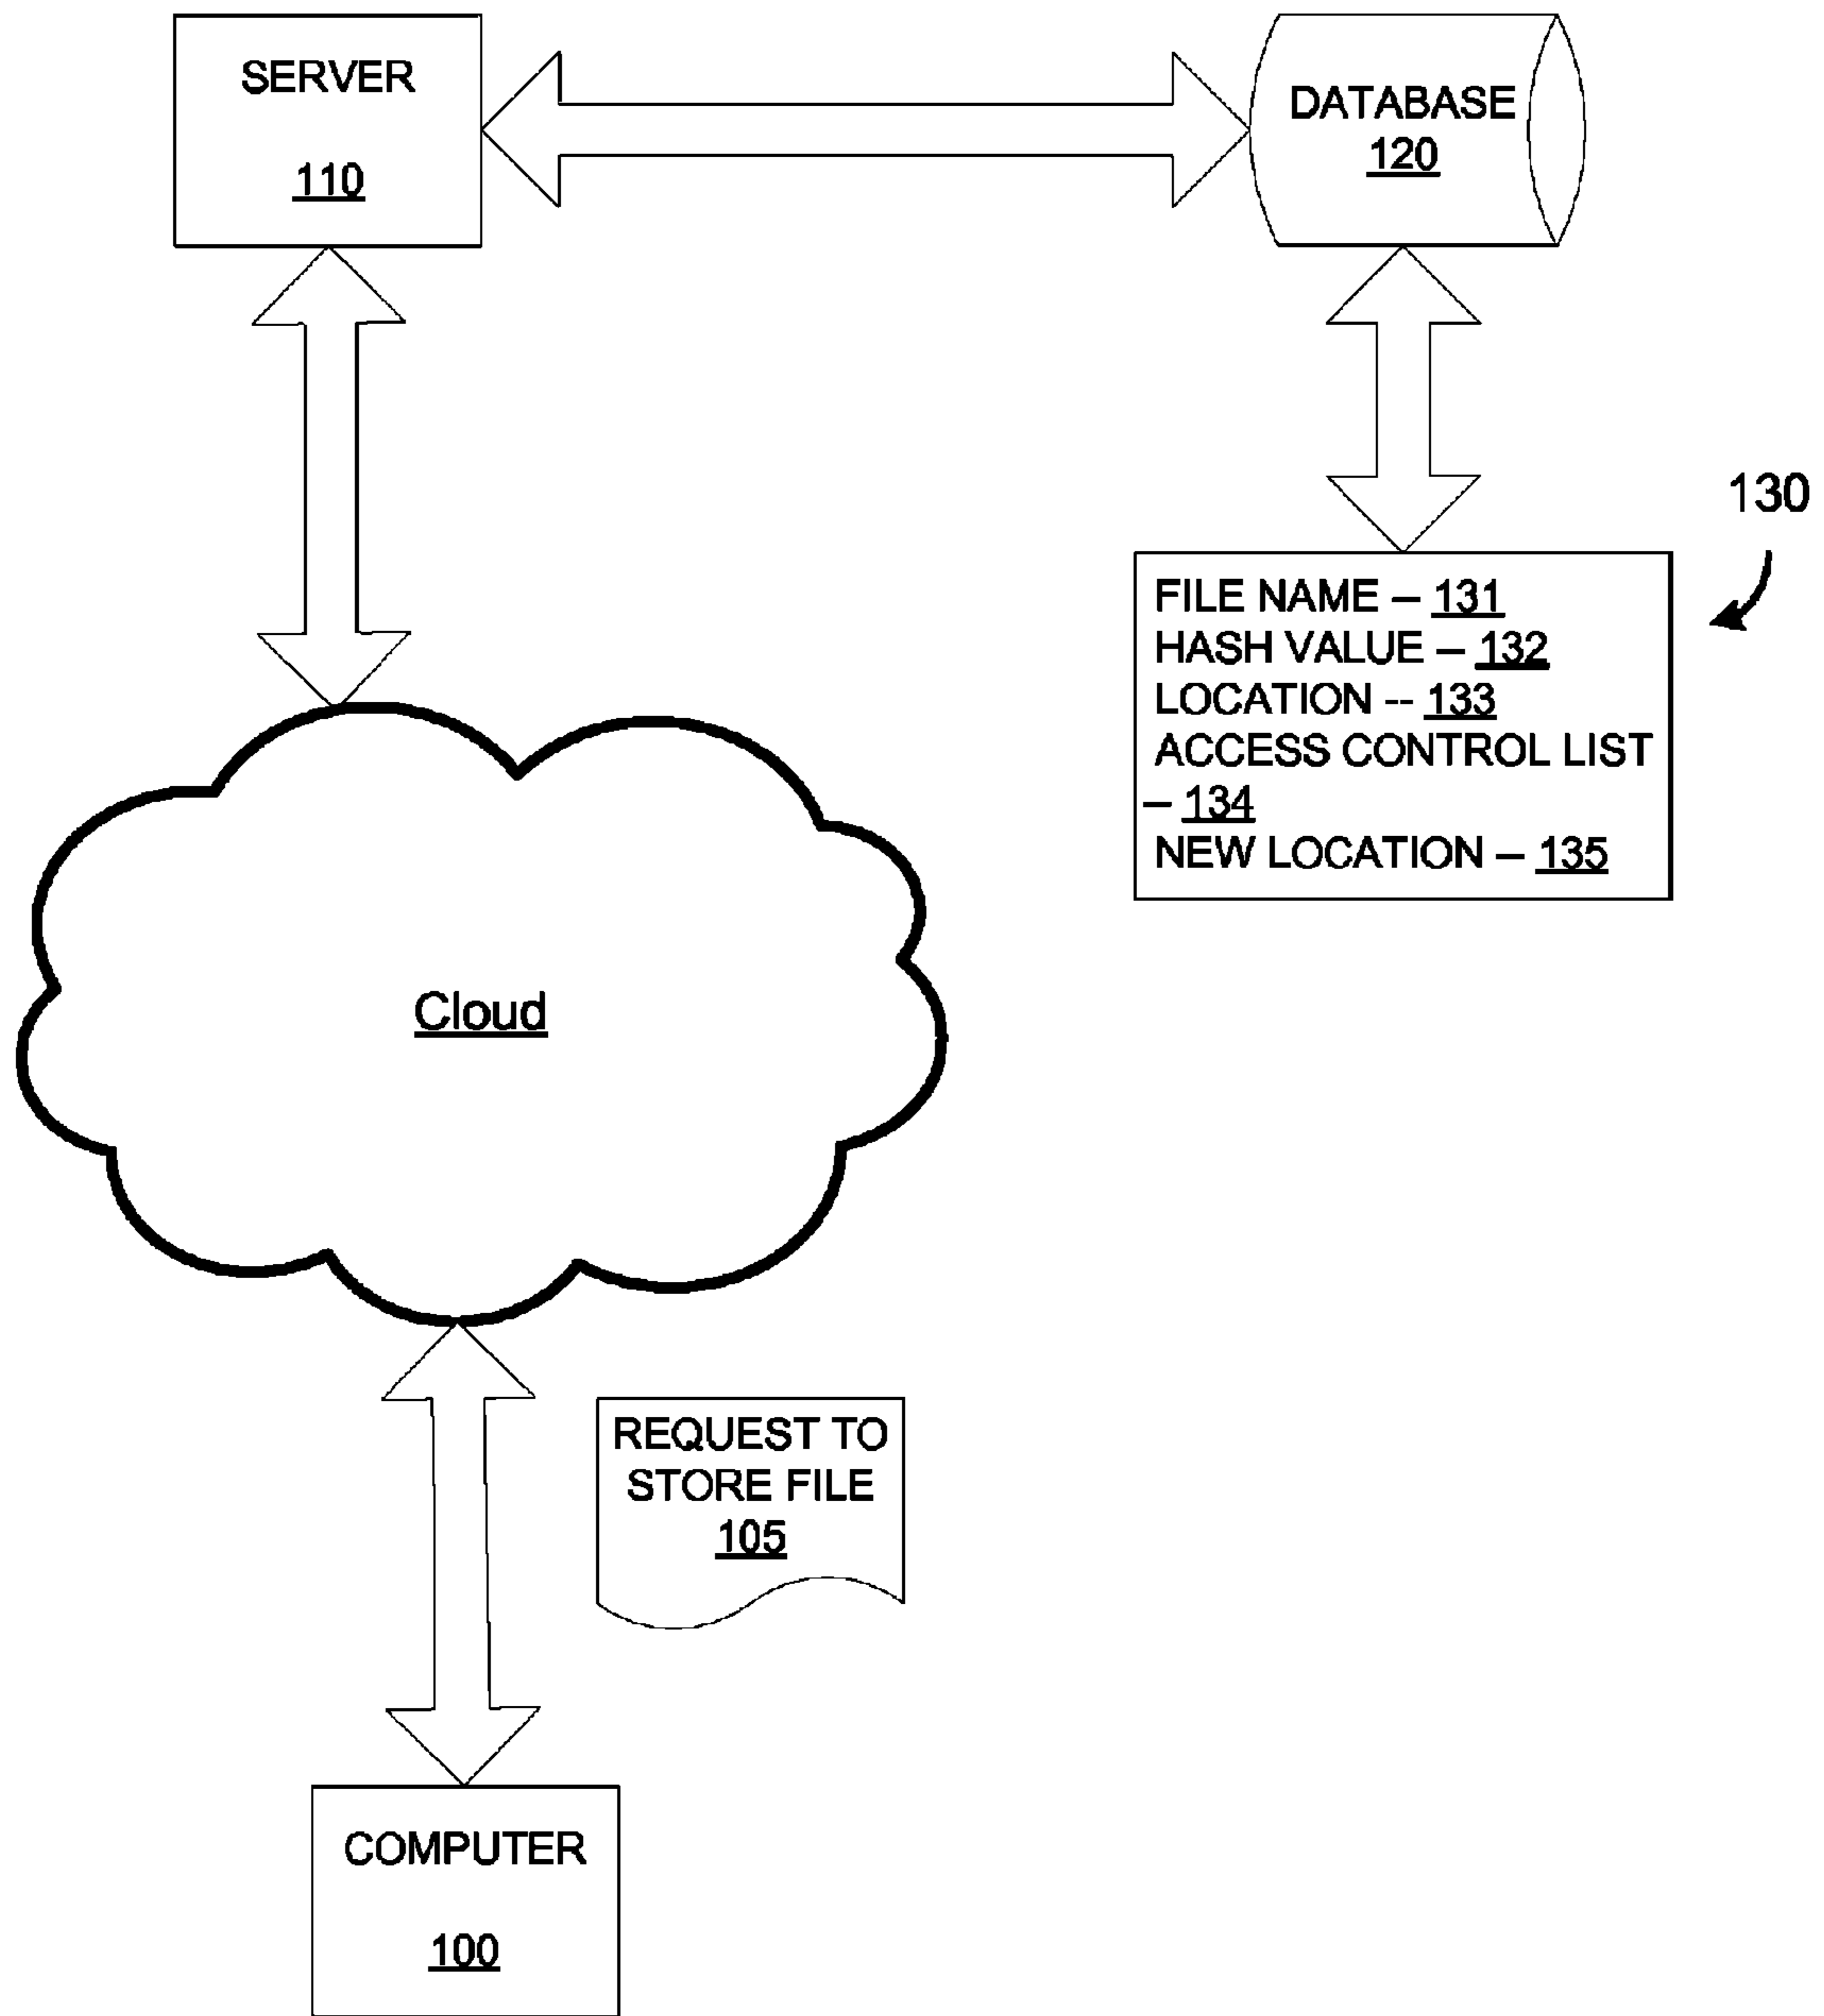 SERVER
110
DATABASE
120
130
FILE NAME – 131
HASH VALUE – 132
LOCATION -- 133
ACCESS CONTROL LIST
– 134
NEW LOCATION – 135
Cloud
REQUEST TO
STORE FILE
105
COMPUTER
100